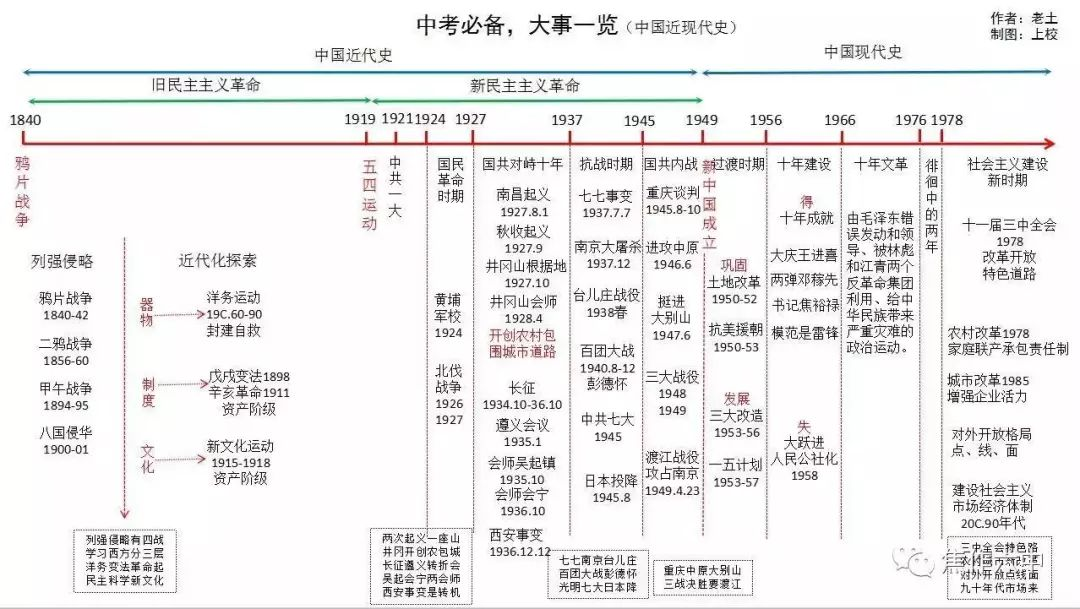 中考必备，大事一览（中国近现代史）
作者：老土
制图：上校
中国近代史
中国现代史
旧民主主义革命
新民主主义革命
1840
1919
1921
1924
1927
1937
1945
1949
1956
1966
1976
1978
鸦片战争
列强侵略
鸦片战争
1840-42
二鸦战争
1856-60
甲午战争
1894-95
八国侵华
1900-01
近代化探索
器物
洋务运动
19C.60-90
封建自救
制度
戊戌变法1898
辛亥革命1911
资产阶级
文化
新文化运动
1915-1918
资产阶级
列强侵略有四战
学习西方分三层
洋务变法革命起
民主科学新文化
五四运动
中共一大
国民
革命
时期
黄埔
军校
1924
北伐
战争
1926
1927
国共对峙十年
南昌起义
1927.8.1
秋收起义
1927.9
井冈山根据地
1927.10
井冈山会师
1928.4
开创农村包
围城市道路
长征
1934.10-36.10
遵义会议
1935.1
会师吴起镇
1935.10
会师会宁
1936.10
西安事变
1936.12.12
两次起义一座山
井冈开创农包城
长征遵义转折会
吴起会宁两会师
西安事变是转机
抗战时期
七七事变
1937.7.7
南京大屠杀
1937.12
台儿庄战役
1938春
百团大战
1940.8-12
彭德怀
中共七大
1945
日本投降
1945.8
七七南京台儿庄
百团大战彭德怀
光明七大日本降
国共内战
重庆谈判
1945.8-10
进攻中原
1946.6
挺进
大别山
1947.6
三大战役
1948
1949
渡江战役
攻占南京
1949.4.23
重庆中原大别山
三战决胜要渡江
新中国成立
过渡时期
巩固
土地改革
1950-52
抗美援朝
1950-53
发展
三大改造
1953-56
一五计划
1953-57
十年建设
得
十年成就
大庆王进喜
两弹邓稼先
书记焦裕禄
模范是雷锋
失
大跃进
人民公社化
1958
十年文革
由毛泽东错
误发动和领
导、被林彪
和江青两个
反革命集团
利用、给中
华民族带来
严重灾难的
政治运动。
徘徊中的两年
社会主义建设
新时期
十一届三中全会
1978
改革开放
特色道路
农村改革1978
家庭联产承包责任制
城市改革1985
增强企业活力
对外开放格局
点、线、面
建设社会主义
市场经济体制
20C.90年代
三中全会特色路
对外开放点线面
九十年代市场来